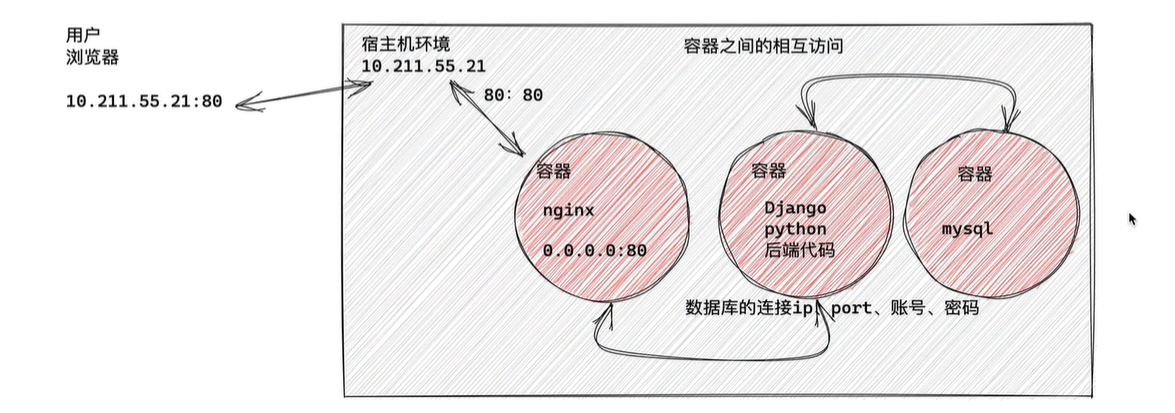 用户
浏览器
10.211.55.21:80
宿主机环境
10.211.55.21
80: 80
容器之间的相互访问
容器
nginx
0.0.0.0:80
容器
Django
python
后端代码
容器
mysql
数据库的连接ip port、账号、密码